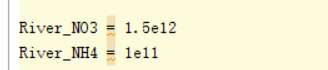 River_NO3 = 1.5e12
River_NH4 = 1e11